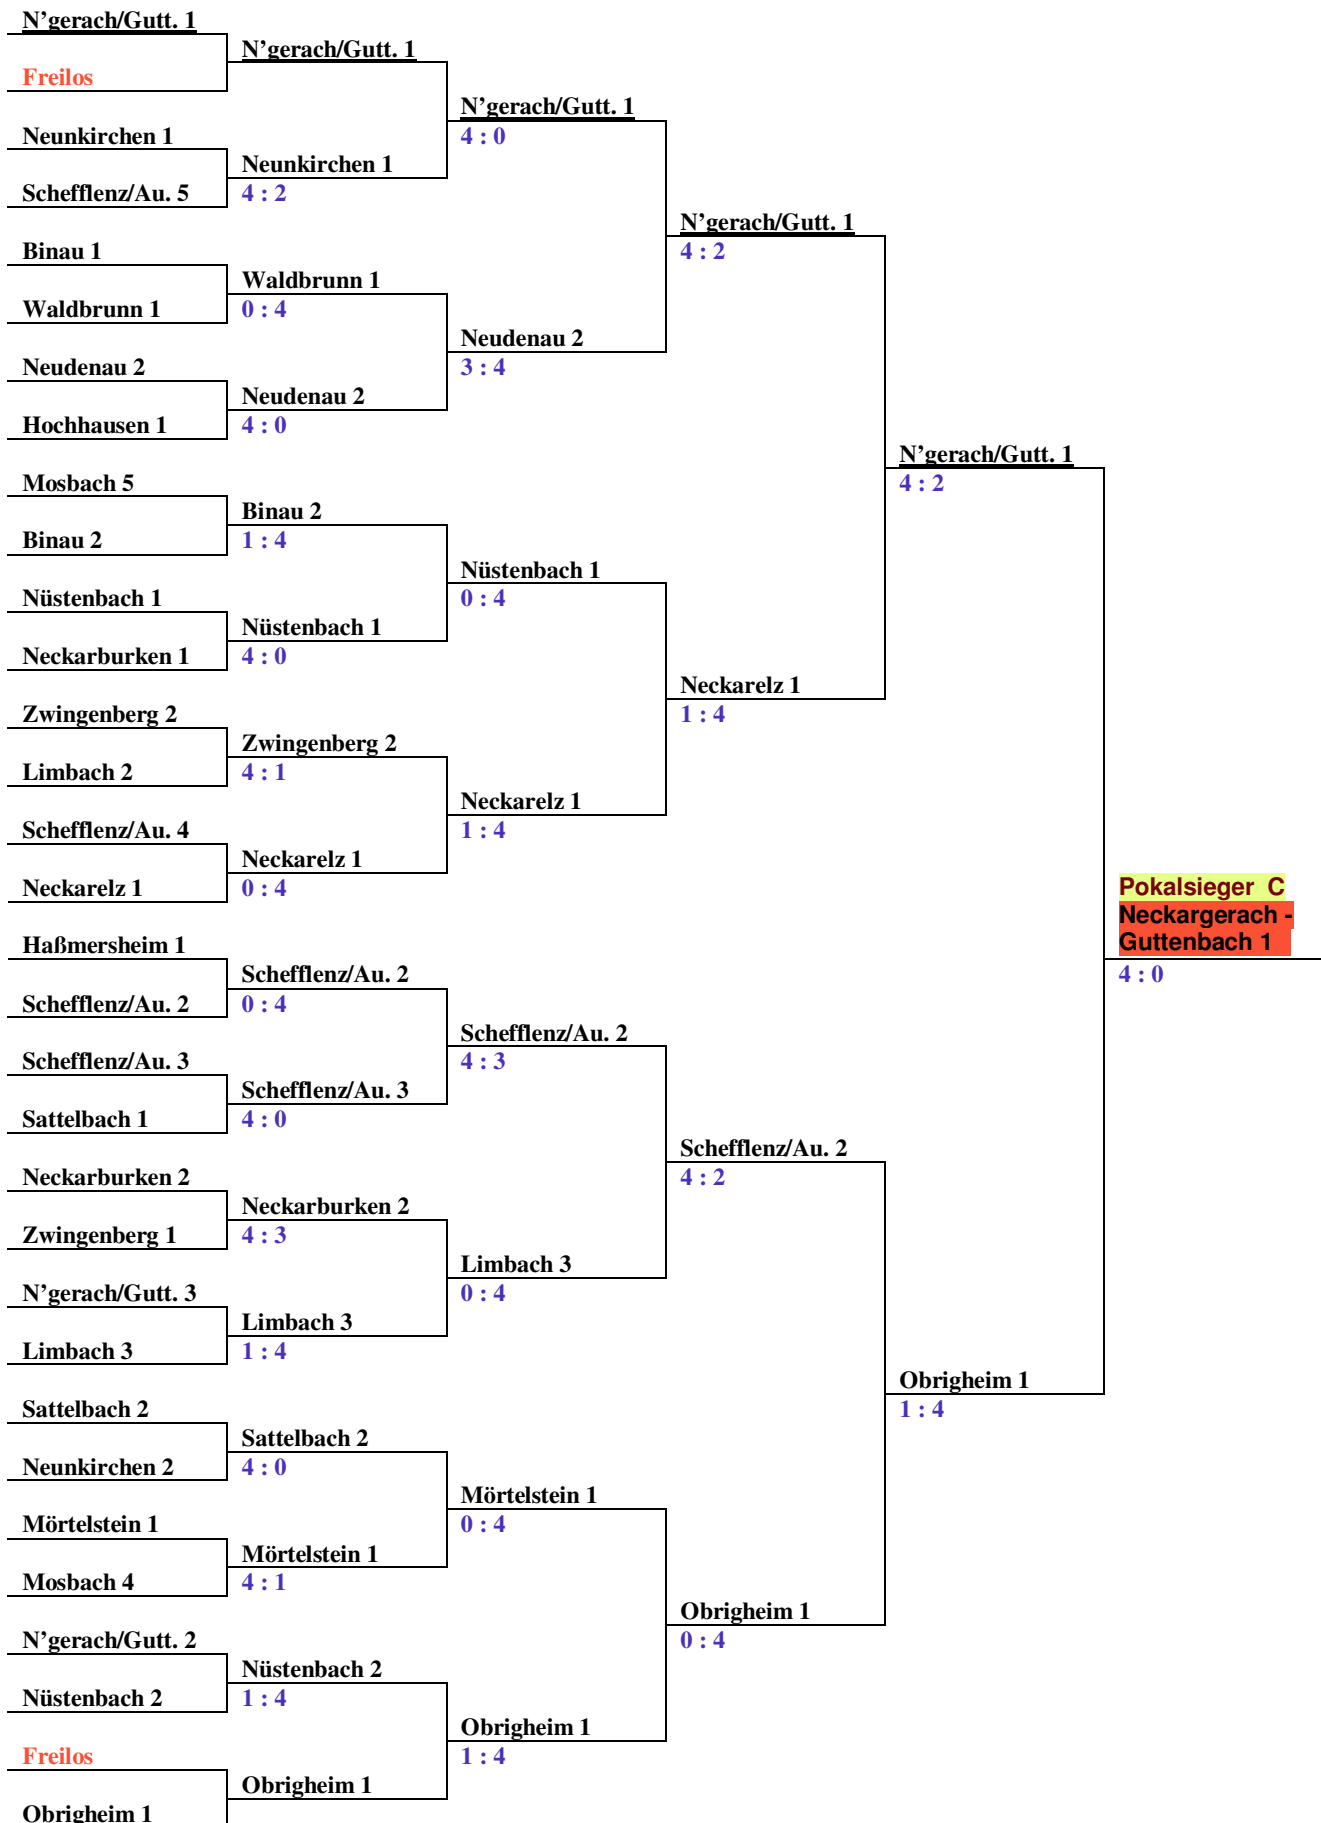 N’gerach/Gutt. 1
N’gerach/Gutt. 1
Freilos
N’gerach/Gutt. 1
4 : 0
Neunkirchen 1
Neunkirchen 1
4 : 2
Schefflenz/Au. 5
N’gerach/Gutt. 1
4 : 2
Binau 1
Waldbrunn 1
0 : 4
Waldbrunn 1
Neudenau 2
3 : 4
Neudenau 2
Neudenau 2
4 : 0
Hochhausen 1
N’gerach/Gutt. 1
4 : 2
Mosbach 5
Binau 2
1 : 4
Binau 2
Nüstenbach 1
0 : 4
Nüstenbach 1
Nüstenbach 1
4 : 0
Neckarburken 1
Neckarelz 1
1 : 4
Zwingenberg 2
Zwingenberg 2
4 : 1
Limbach 2
Neckarelz 1
1 : 4
Schefflenz/Au. 4
Neckarelz 1
0 : 4
Neckarelz 1
Pokalsieger C
Neckargerach -
Guttenbach 1
4 : 0
Haßmersheim 1
Schefflenz/Au. 2
0 : 4
Schefflenz/Au. 2
Schefflenz/Au. 2
4 : 3
Schefflenz/Au. 3
Schefflenz/Au. 3
4 : 0
Sattelbach 1
Schefflenz/Au. 2
4 : 2
Neckarburken 2
Neckarburken 2
4 : 3
Zwingenberg 1
Limbach 3
0 : 4
N’gerach/Gutt. 3
Limbach 3
1 : 4
Limbach 3
Obrigheim 1
1 : 4
Sattelbach 2
Sattelbach 2
4 : 0
Neunkirchen 2
Mörtelstein 1
0 : 4
Mörtelstein 1
Mörtelstein 1
4 : 1
Mosbach 4
Obrigheim 1
0 : 4
N’gerach/Gutt. 2
Nüstenbach 2
1 : 4
Nüstenbach 2
Obrigheim 1
1 : 4
Freilos
Obrigheim 1
Obrigheim 1